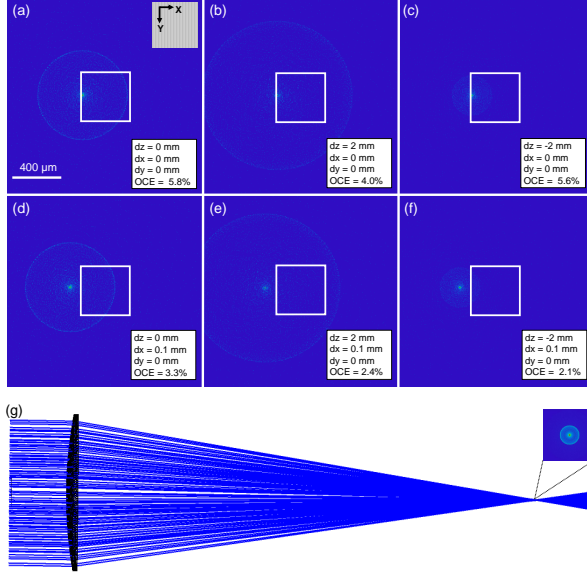 (a)
X
Y
dz = 0 mm
dx = 0 mm
dy = 0 mm
OCE = 5.8%
400 µm
(b)
dz = 2 mm
dx = 0 mm
dy = 0 mm
OCE = 4.0%
(c)
dz = -2 mm
dx = 0 mm
dy = 0 mm
OCE = 5.6%
(d)
dz = 0 mm
dx = 0.1 mm
dy = 0 mm
OCE = 3.3%
(e)
dz = 2 mm
dx = 0.1 mm
dy = 0 mm
OCE = 2.4%
(f)
dz = -2 mm
dx = 0.1 mm
dy = 0 mm
OCE = 2.1%
(g)